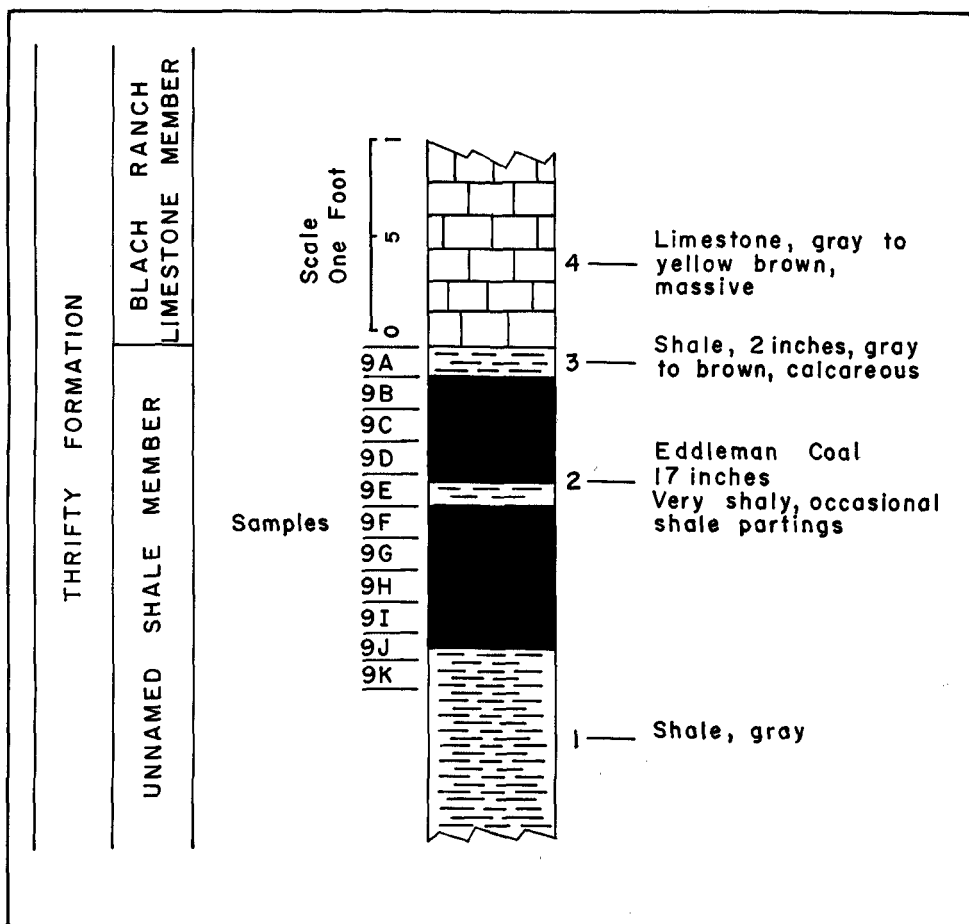 THRIFTY FORMATION
BLACH RANCH
LIMESTONE MEMBER
UNNAMED SHALE MEMBER
Scale
One Foot
1
5
0
Samples
9A
9B
9C
9D
9E
9F
9G
9H
9I
9J
9K
4
Limestone, gray to
yellow brown,
massive
3
Shale, 2 inches, gray
to brown, calcareous
2
Eddleman Coal
17 inches
Very shaly, occasional
shale partings
1
Shale, gray